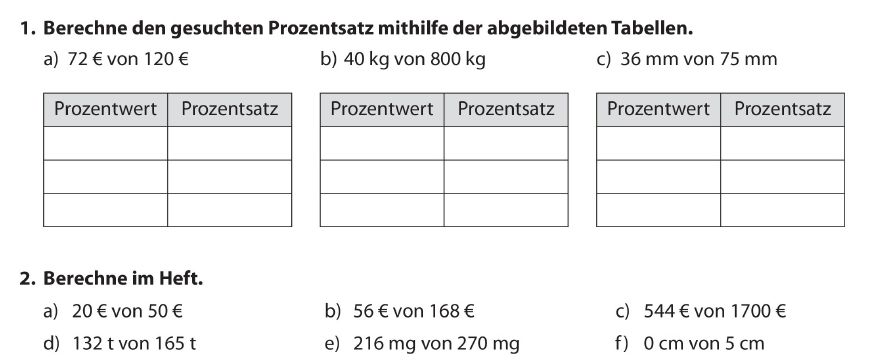 1. Berechne den gesuchten Prozentsatz mithilfe der abgebildeten Tabellen.
a) 72 € von 120 € b) 40 kg von 800 kg c) 36 mm von 75 mm
Prozentwert Prozentsatz Prozentwert Prozentsatz Prozentwert Prozentsatz
2. Berechne im Heft.
a) 20 € von 50 € b) 56 € von 168 € c) 544 € von 1700 €
d) 132 t von 165 t e) 216 mg von 270 mg f) 0 cm von 5 cm